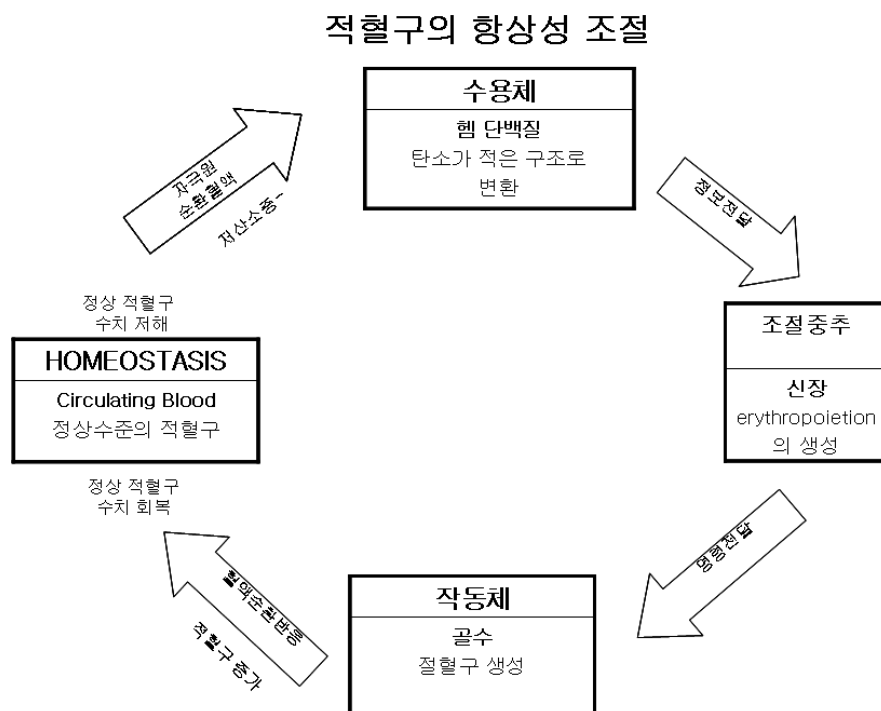 적혈구의 항상성 조절
수용체
헴 단백질
탄소가 적은 구조로
변환
자극원
순환혈액
저산소증
정보전달
조절중추
신장
erythropoietion
의 생성
명령전달
작동체
골수
절혈구 생성
혈액순환반응
적혈구 증가
정상 적혈구
수치 회복
HOMEOSTASIS
Circulating Blood
정상수준의 적혈구
정상 적혈구
수치 저해